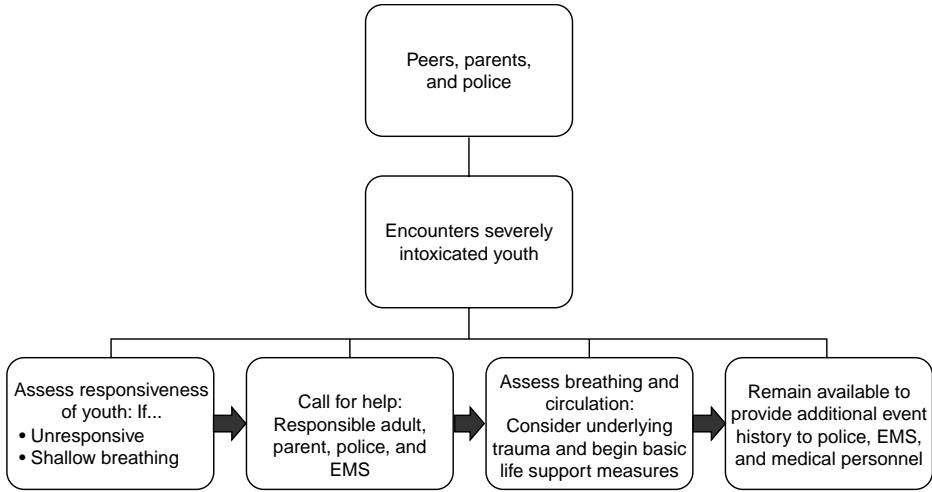 Peers, parents,
and police
Encounters severely
intoxicated youth
Assess responsiveness
of youth: If...
• Unresponsive
• Shallow breathing
Call for help:
Responsible adult,
parent, police, and
EMS
Assess breathing and
circulation:
Consider underlying
trauma and begin basic
life support measures
Remain available to
provide additional event
history to police, EMS,
and medical personnel